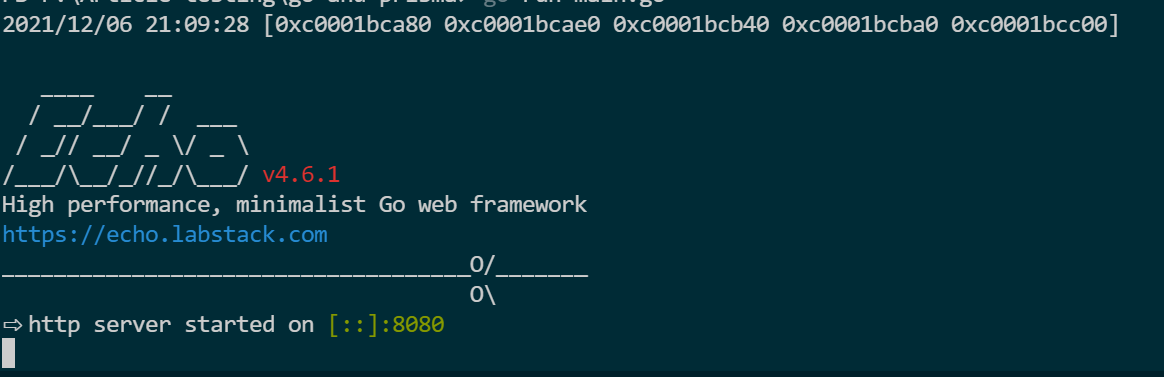 2021/12/06 21:09:28 [0xc0001bca80 0xc0001bcae0 0xc0001bcb40 0xc0001bcba0 0xc0001bcc00]
   ____    __
  / __/___/ /  ___
 / _// __/ _ \/ _ \
/___/\__/_//_/\___/ v4.6.1
High performance, minimalist Go web framework
https://echo.labstack.com
____________________________________O/_______
                                    O\
⇨ http server started on [::]:8080